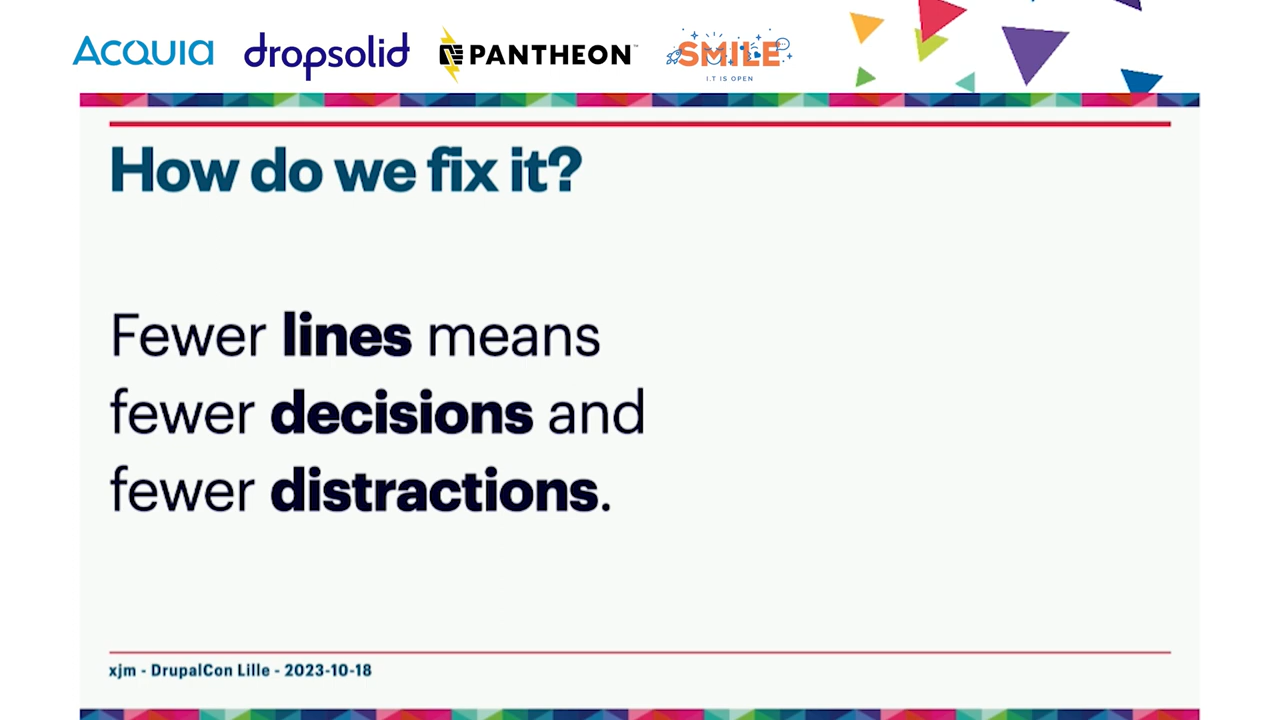 ACQUIA dropsolid PANTHEON SMILE
I.T IS OPEN
How do we fix it?
Fewer lines means
fewer decisions and
fewer distractions.
xjm - DrupalCon Lille - 2023-10-18